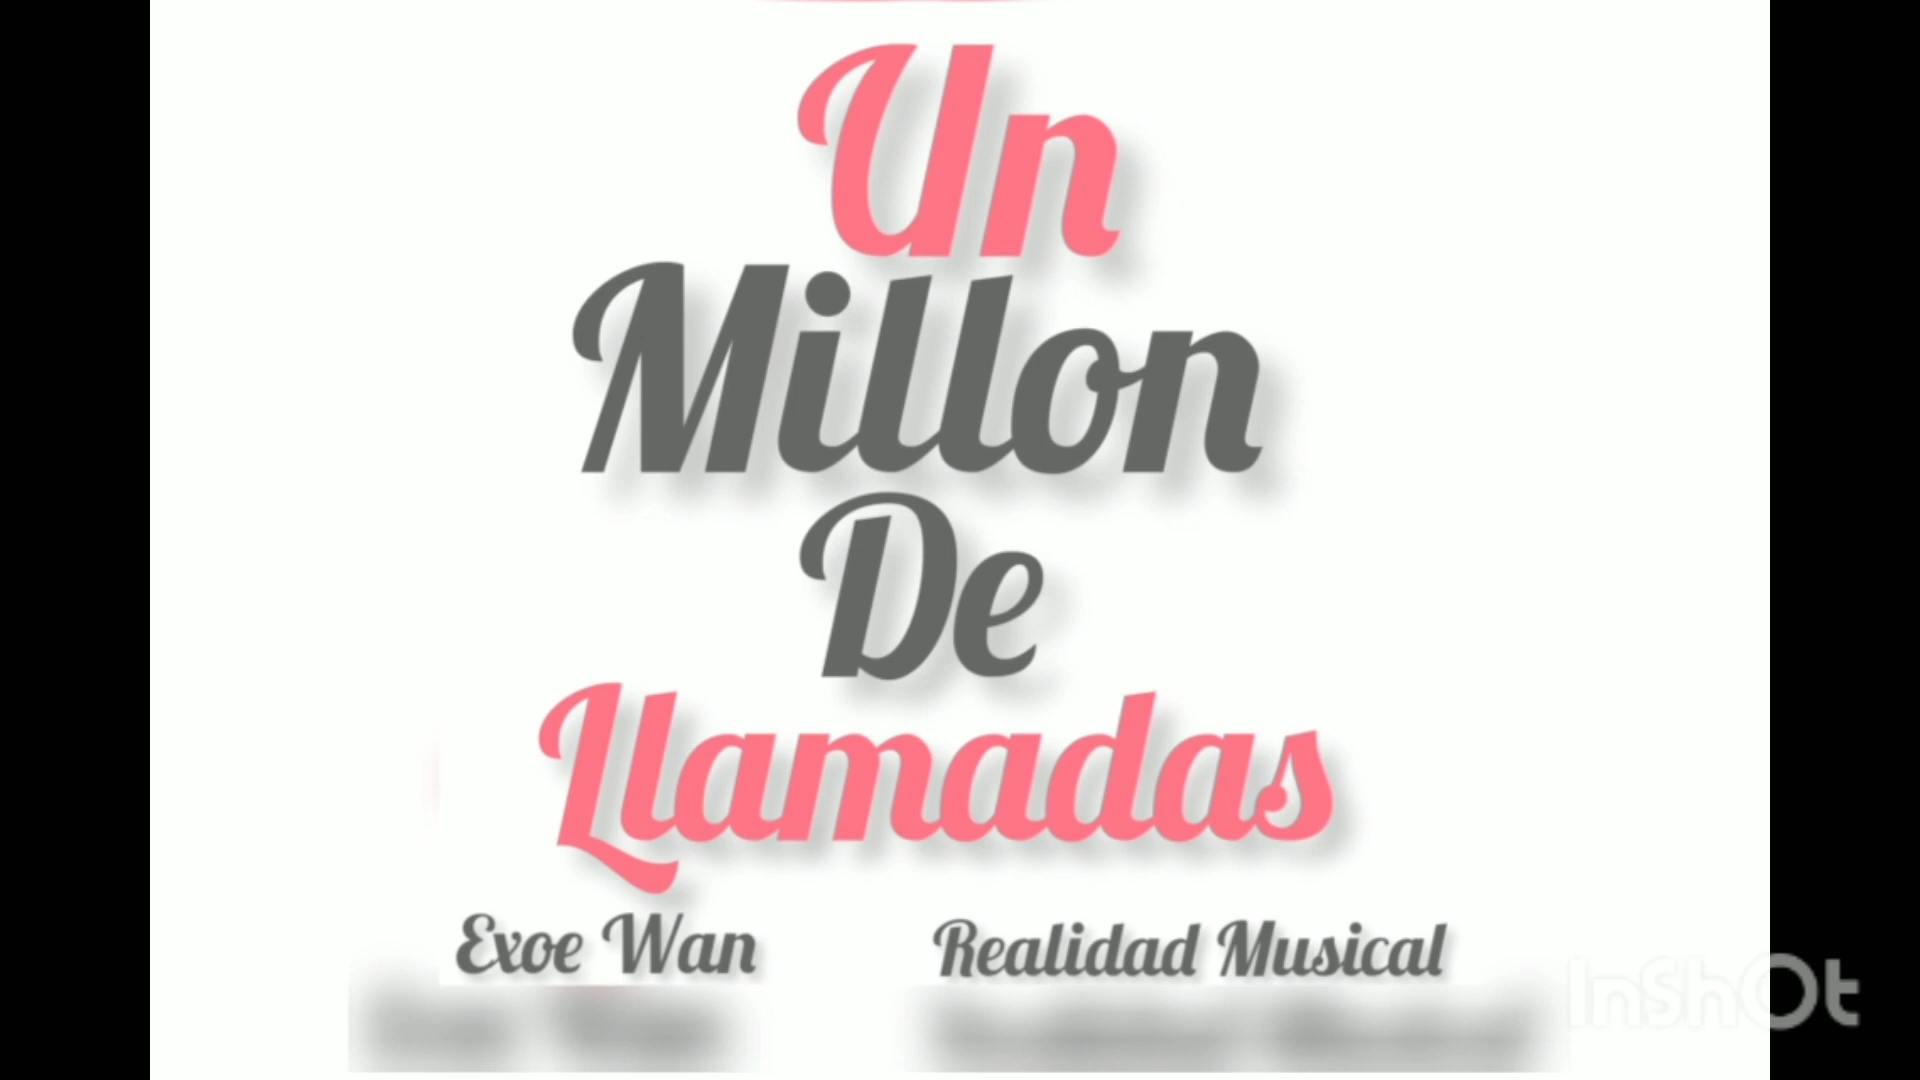 Un
Millon
De
Llamadas
Exoe Wan Realidad Musical
InShOt